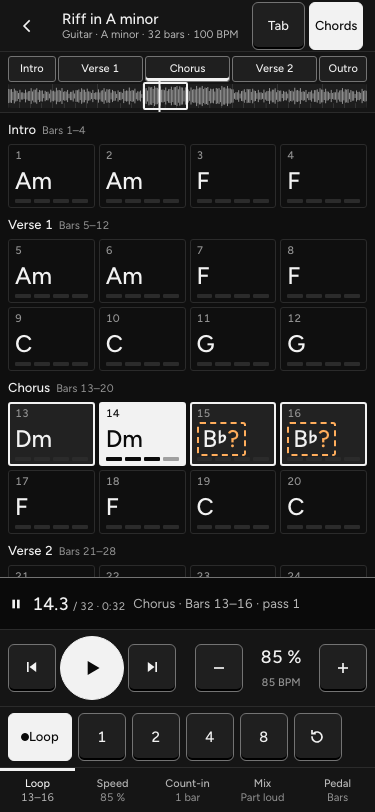 Riff in A minor
Guitar · A minor · 32 bars · 100 BPM
Tab
Chords
Intro
Verse 1
Chorus
Verse 2
Outro
Intro Bars 1–4
1 2 3 4
Am Am F F
Verse 1 Bars 5–12
5 6 7 8
Am Am F F
9 10 11 12
C C G G
Chorus Bars 13–20
13 14 15 16
Dm Dm B♭? B♭?
17 18 19 20
F F C C
Verse 2 Bars 21–28
21 22 23 24
14.3 / 32 · 0:32 Chorus · Bars 13–16 · pass 1
− 85 % +
85 BPM
Loop 1 2 4 8
Loop Speed Count-in Mix Pedal
13–16 85 % 1 bar Part loud Bars